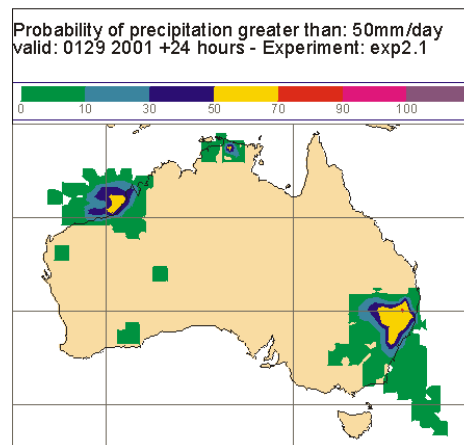 Probability of precipitation greater than: 50mm/day
valid: 0129 2001 +24 hours - Experiment: exp2.1
0 10 30 50 70 90 100